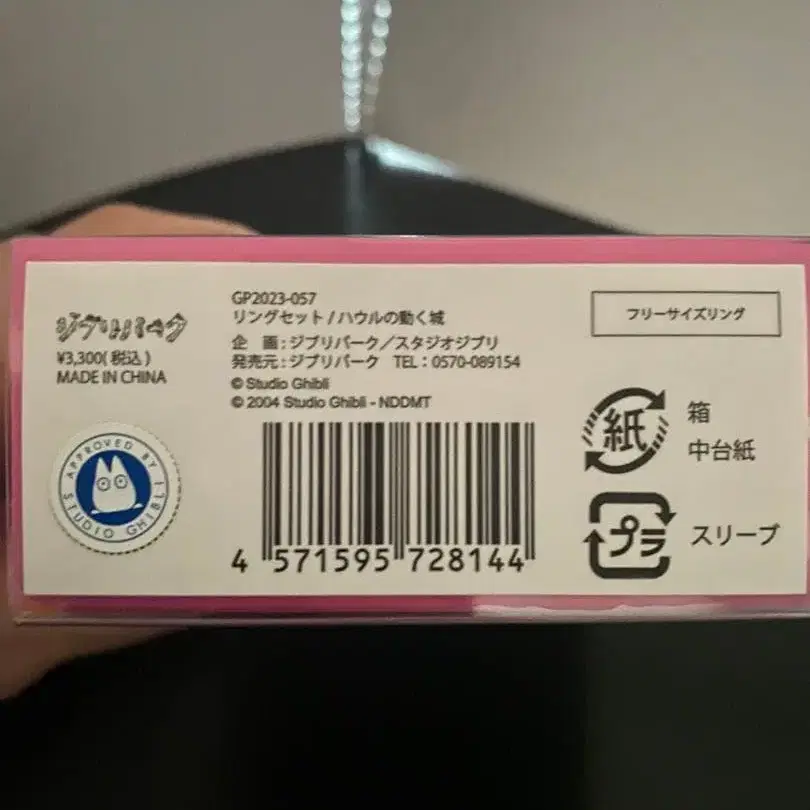 ジブリパーク
¥3,300(税込)
MADE IN CHINA
APPROVED BY STUDIO GHIBLI
GP2023-057
リングセット/ハウルの動く城
企　画:ジブリパーク／スタジオジブリ
発売元:ジブリパーク　TEL：0570-089154
© Studio Ghibli
© 2004 Studio Ghibli - NDDMT
4 571595 728144
フリーサイズリング
紙
箱
中台紙
プラ
スリーブ